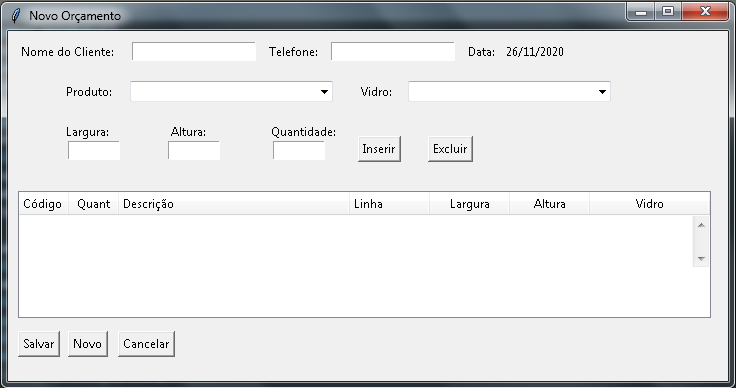 Novo Orçamento
Nome do Cliente: Telefone: Data: 26/11/2020
Produto: Vidro:
Largura: Altura: Quantidade:
Inserir Excluir
Código Quant Descrição Linha Largura Altura Vidro
Salvar Novo Cancelar